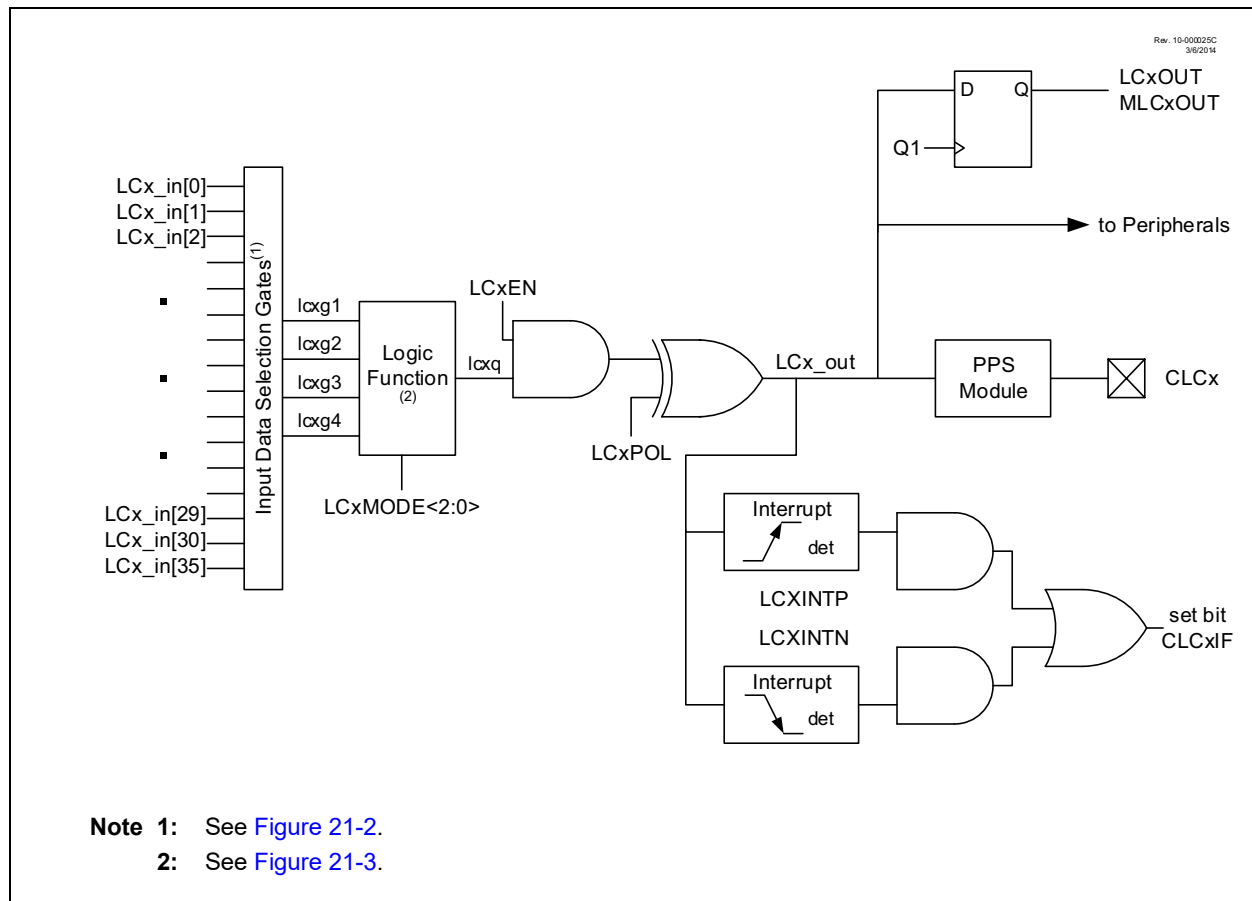 Rev. 10-000025C
3/6/2014
LCxOUT
MLCxOUT
D Q
Q1
to Peripherals
LCx_in[0]
LCx_in[1]
LCx_in[2]
LCx_in[29]
LCx_in[30]
LCx_in[35]
Input Data Selection Gates(1)
lcxg1
lcxg2
lcxg3
lcxg4
Logic
Function
(2)
LCxMODE<2:0>
lcxq
LCxEN
LCxPOL
LCx_out
PPS
Module
CLCx
Interrupt
det
LCXINTP
LCXINTN
Interrupt
det
set bit
CLCxIF
Note 1: See Figure 21-2.
2: See Figure 21-3.